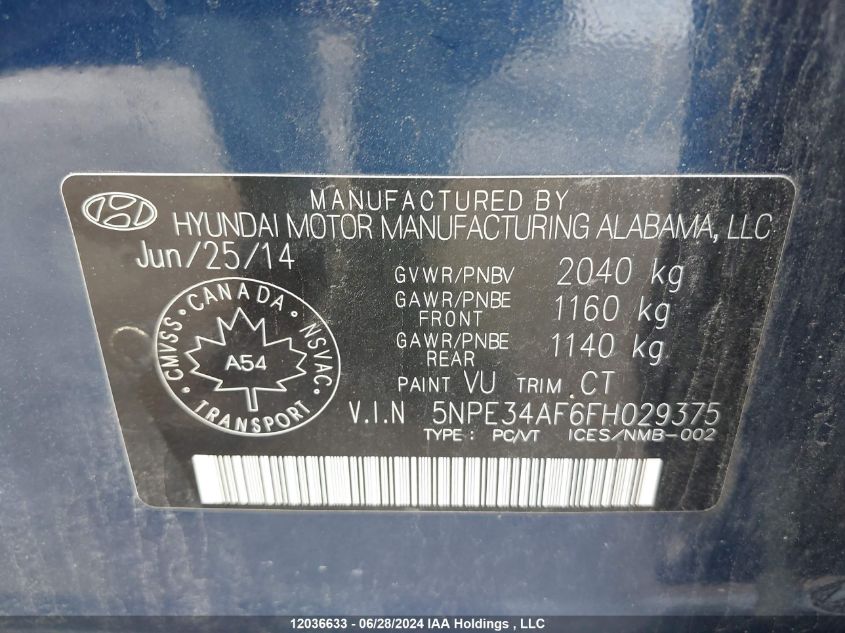 MANUFACTURED BY
HYUNDAI MOTOR MANUFACTURING ALABAMA, LLC
Jun/25/14
GVWR/PNBV 2040 kg
GAWR/PNBE FRONT 1160 kg
GAWR/PNBE REAR 1140 kg
PAINT VU TRIM CT
CANADA
CMVSS · NSVAC
A54
TRANSPORT
V.I.N 5NPE34AF6FH029375
TYPE : PC/VT ICES/NMB-002
12036633 - 06/28/2024 IAA Holdings , LLC